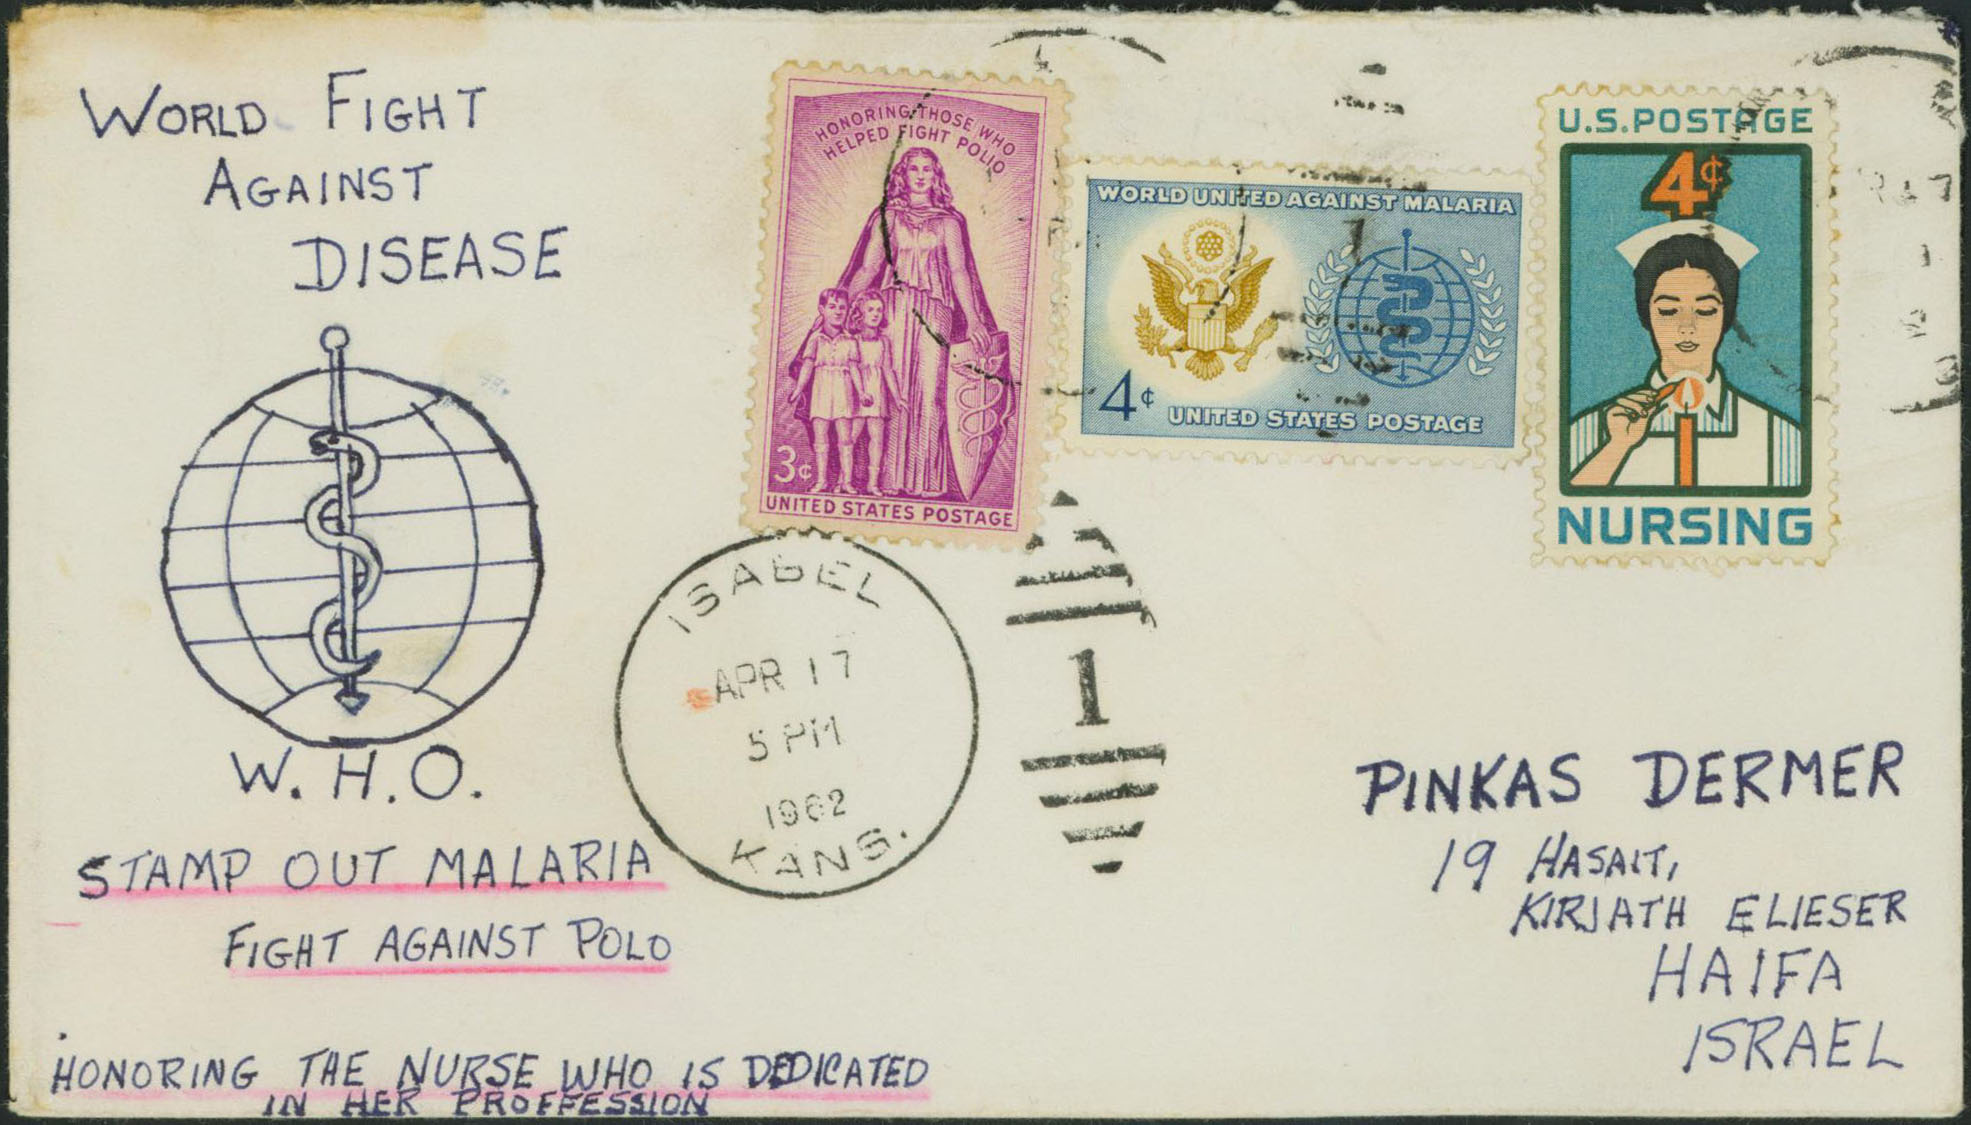 WORLD FIGHT
AGAINST
DISEASE
W.H.O.
STAMP OUT MALARIA
FIGHT AGAINST POLO
HONORING THE NURSE WHO IS DEDICATED
IN HER PROFFESSION
HONORING THOSE WHO
HELPED FIGHT POLIO
3¢
UNITED STATES POSTAGE
WORLD UNITED AGAINST MALARIA
4¢
UNITED STATES POSTAGE
U.S. POSTAGE
4¢
NURSING
ISABEL
APR 17
5 PM
1962
KANS.
1
PINKAS DERMER
19 HASAIT,
KIRJATH ELIESER
HAIFA
ISRAEL